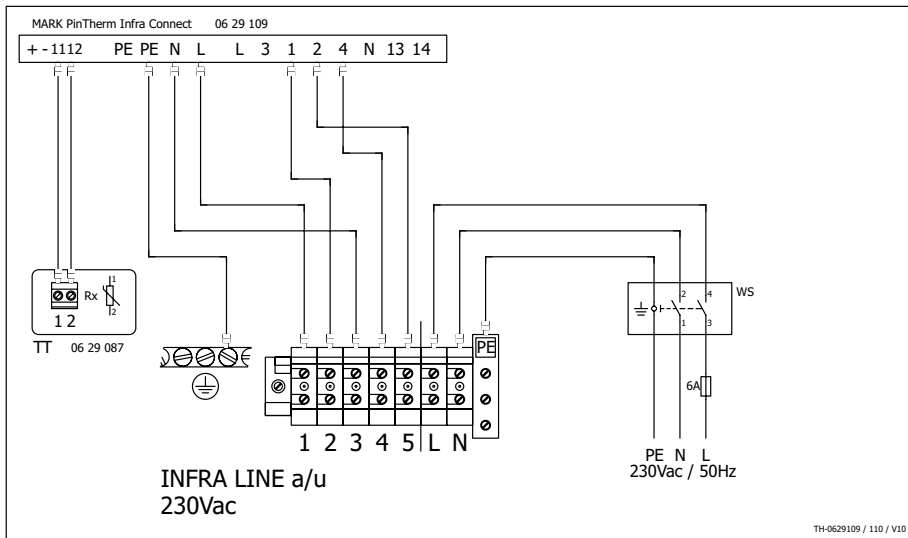 MARK PinTherm Infra Connect 06 29 109
+ - 11 12 PE PE N L L 3 1 2 4 N 13 14
1
Rx
2
1 2
TT 06 29 087
2 4 WS
1 3
6A
PE
1 2 3 4 5 L N
PE N L
230Vac / 50Hz
INFRA LINE a/u
230Vac
TH-0629109 / 110 / V10